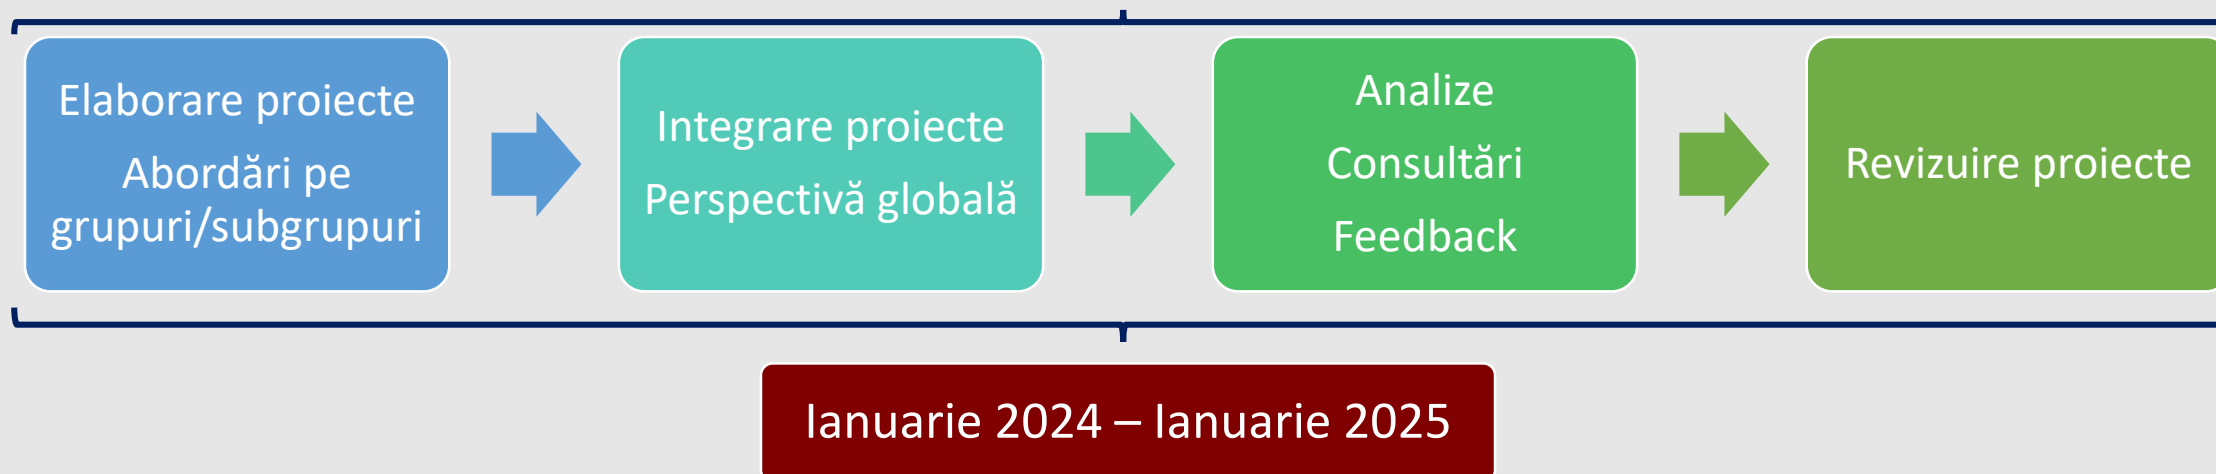 Elaborare proiecte
Abordări pe
grupuri/subgrupuri
Integrare proiecte
Perspectivă globală
Analize
Consultări
Feedback
Revizuire proiecte
Ianuarie 2024 – Ianuarie 2025